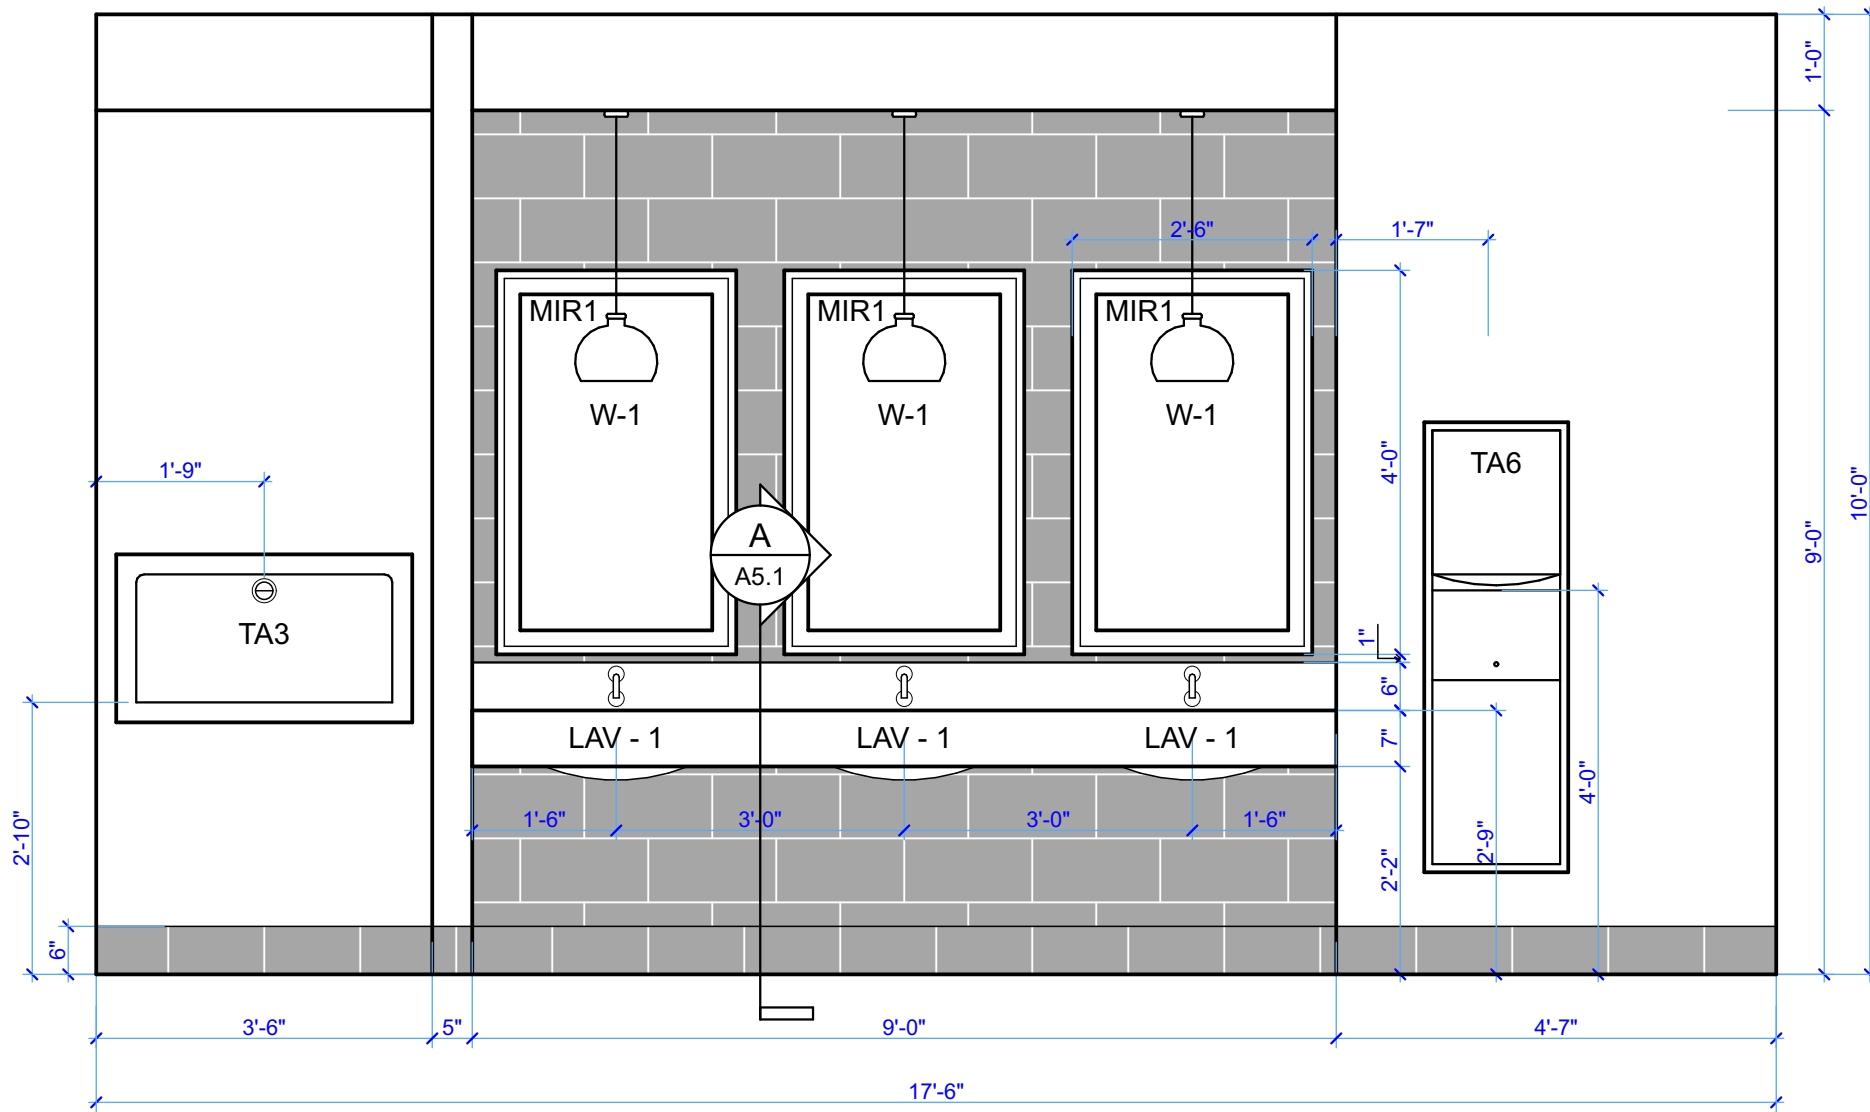 1'-0"
2'-6"
1'-7"
MIR1
MIR1
MIR1
W-1
W-1
W-1
1'-9"
4'-0"
TA6
10'-0"
9'-0"
A
A5.1
TA3
1"
6"
LAV - 1
LAV - 1
LAV - 1
7"
4'-0"
1'-6"
3'-0"
3'-0"
1'-6"
2'-10"
2'-9"
2'-2"
6"
3'-6"
5"
9'-0"
4'-7"
17'-6"